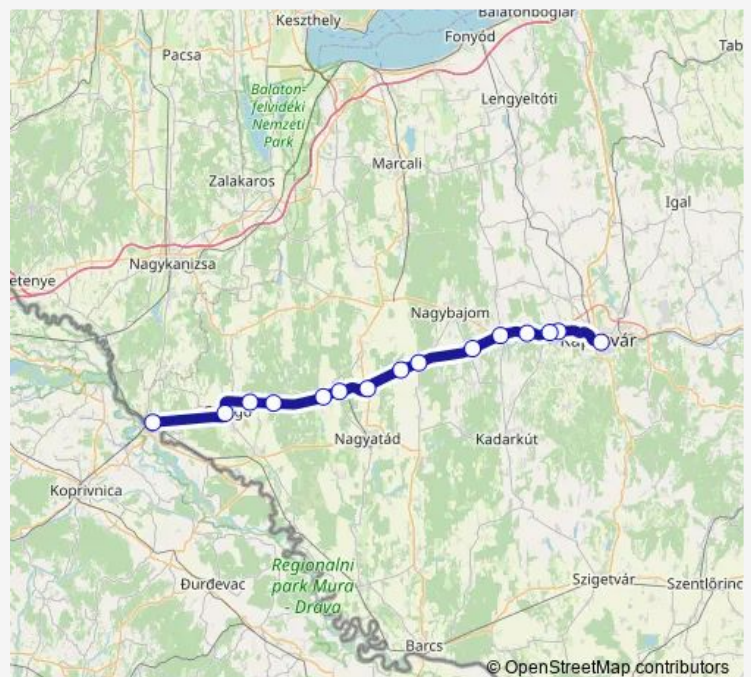 Keszthely
Balatonboglár
Fonyód
Pacsa
Tab
Balaton-
felvidéki
Nemzeti
Park
Lengyeltóti
Marcali
Zalakaros
Igal
Nagykanizsa
etenye
Nagybajom
Nagyatád
Kadarkút
Koprivnica
Regionalni
park Mura
- Drava
Đurđevac
Szigetvár
Szentlőrinc
Barcs
© OpenStreetMap contributors